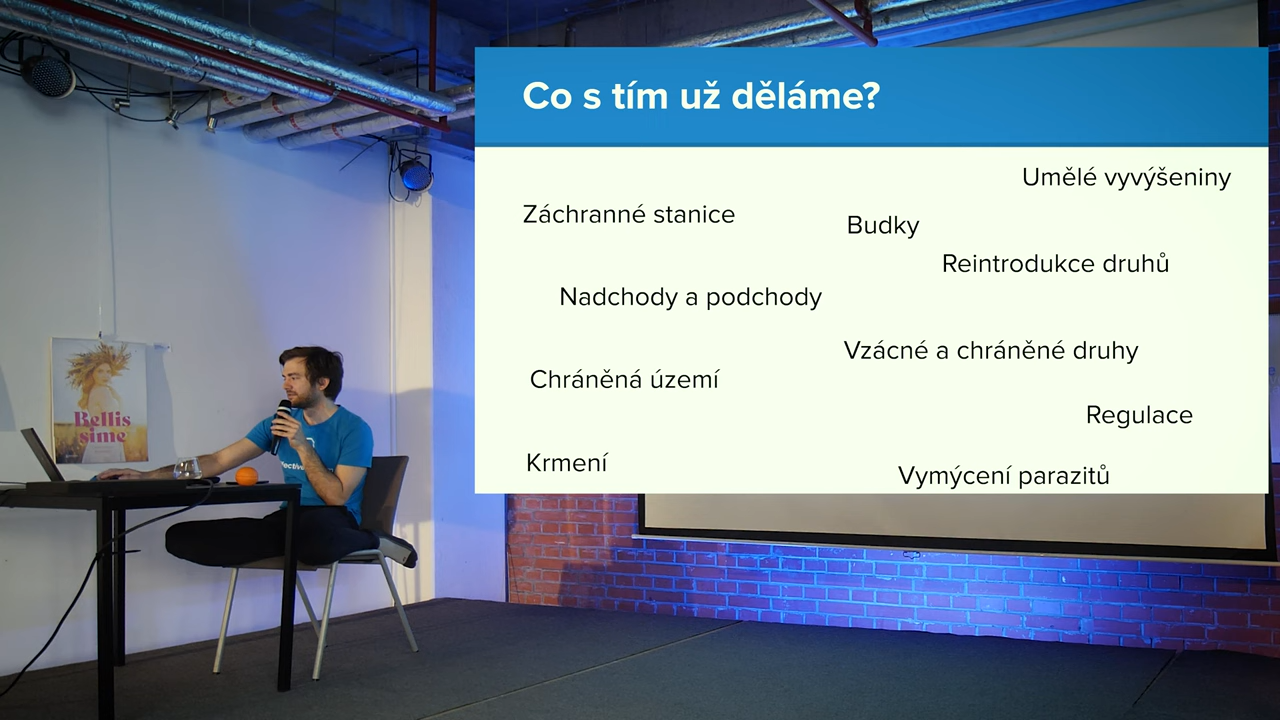 Co s tím už děláme?
Umělé vyvýšeniny
Záchranné stanice
Budky
Reintrodukce druhů
Nadchody a podchody
Vzácné a chráněné druhy
Chráněná území
Regulace
Krmení
Vymýcení parazitů
Bellis
sime